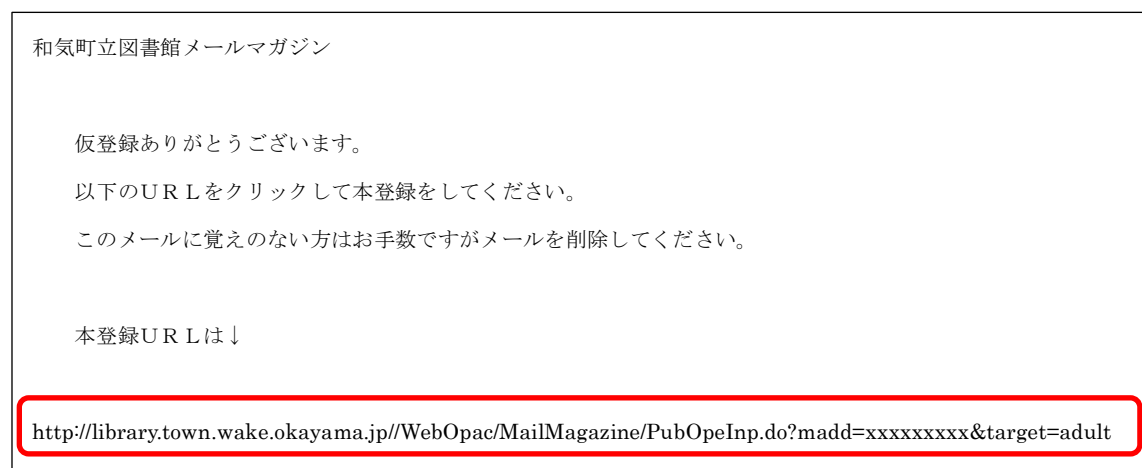 和気町立図書館メールマガジン
仮登録ありがとうございます。
以下のＵＲＬをクリックして本登録をしてください。
このメールに覚えのない方はお手数ですがメールを削除してください。
本登録ＵＲＬは↓
http://library.town.wake.okayama.jp//WebOpac/MailMagazine/PubOpeInp.do?madd=xxxxxxxxx&target=adult